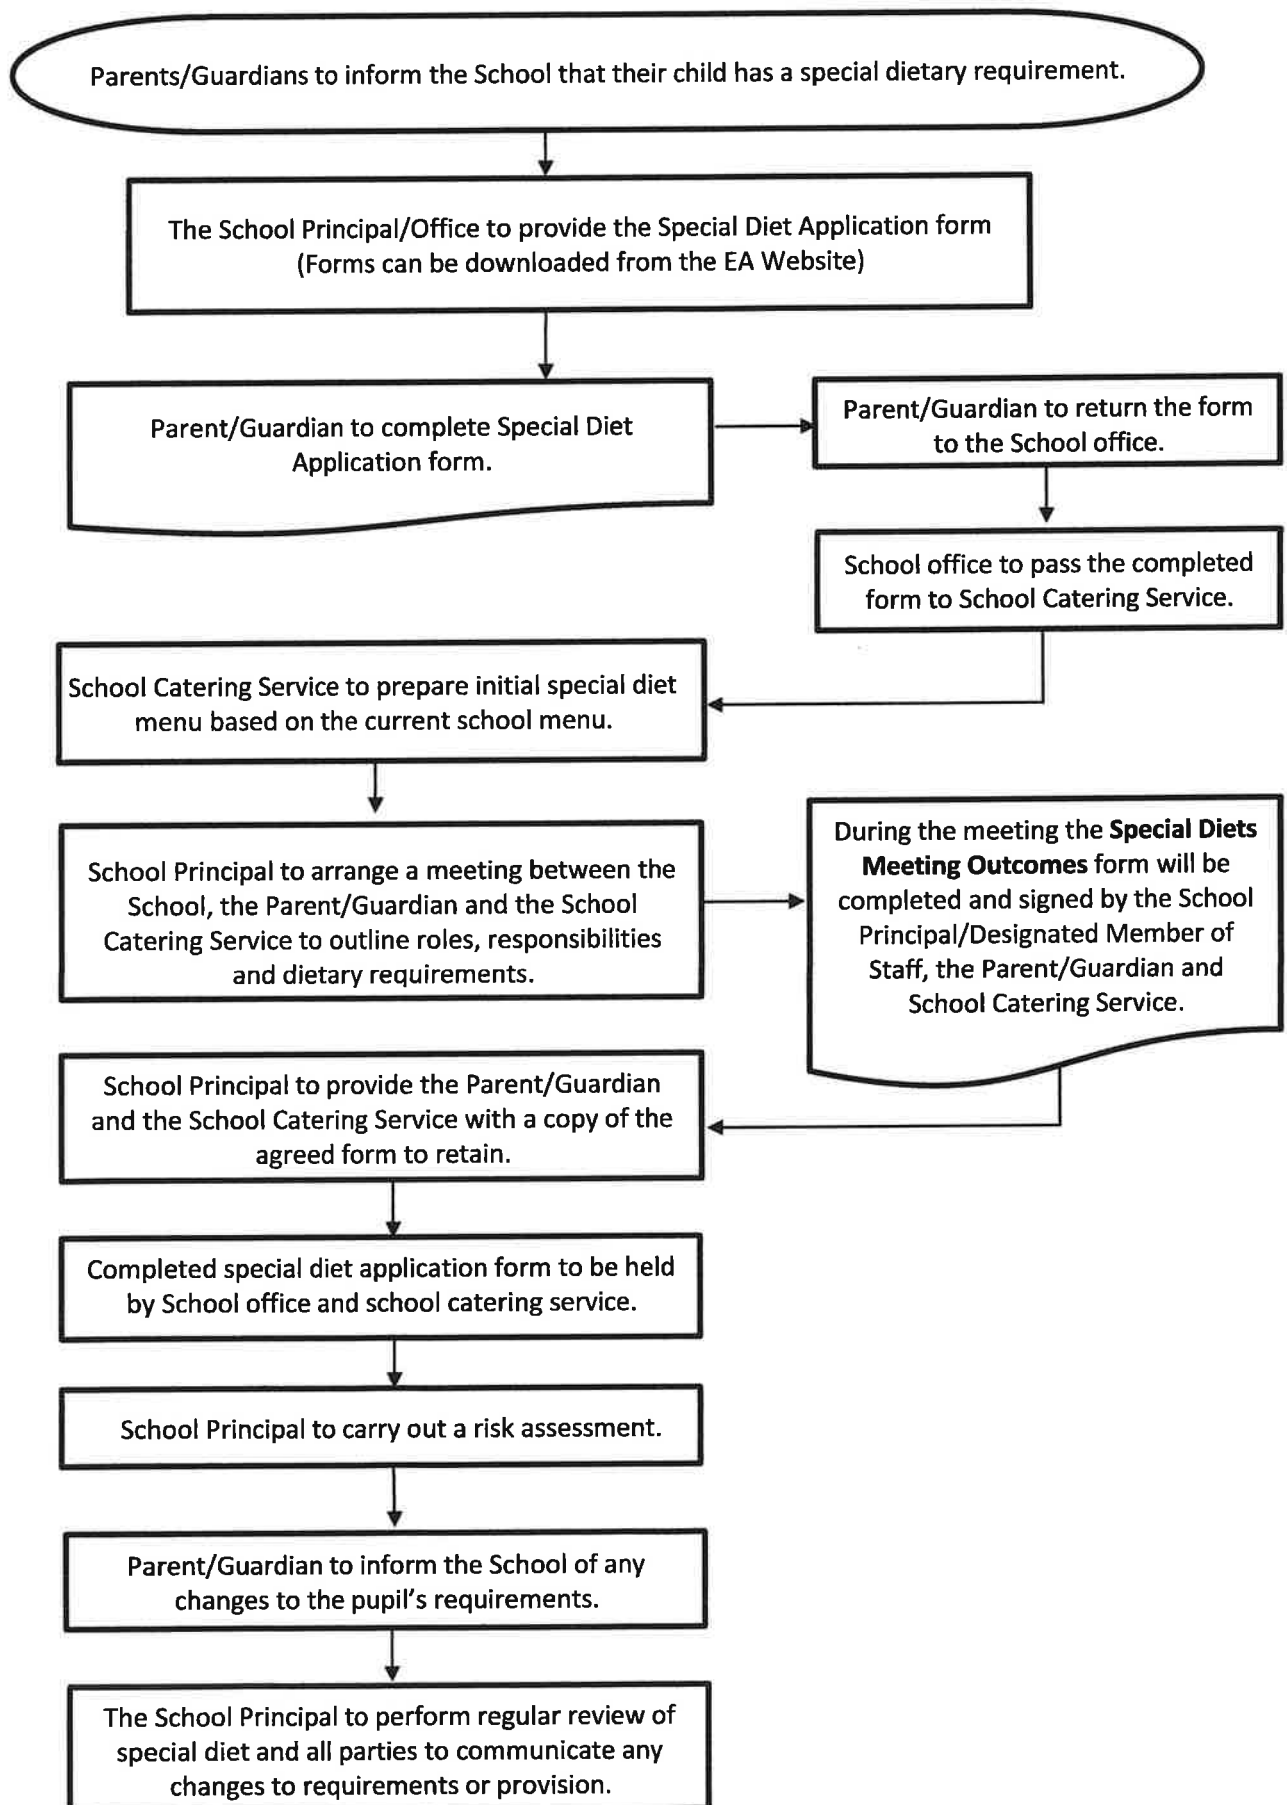 Parents/Guardians to inform the School that their child has a special dietary requirement.
The School Principal/Office to provide the Special Diet Application form
(Forms can be downloaded from the EA Website)
Parent/Guardian to complete Special Diet
Application form.
Parent/Guardian to return the form
to the School office.
School office to pass the completed
form to School Catering Service.
School Catering Service to prepare initial special diet
menu based on the current school menu.
School Principal to arrange a meeting between the
School, the Parent/Guardian and the School
Catering Service to outline roles, responsibilities
and dietary requirements.
During the meeting the Special Diets
Meeting Outcomes form will be
completed and signed by the School
Principal/Designated Member of
Staff, the Parent/Guardian and
School Catering Service.
School Principal to provide the Parent/Guardian
and the School Catering Service with a copy of the
agreed form to retain.
Completed special diet application form to be held
by School office and school catering service.
School Principal to carry out a risk assessment.
Parent/Guardian to inform the School of any
changes to the pupil's requirements.
The School Principal to perform regular review of
special diet and all parties to communicate any
changes to requirements or provision.